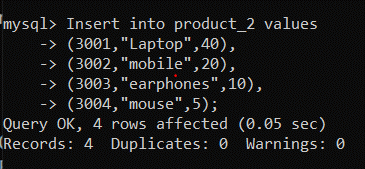 mysql> Insert into product_2 values
-> (3001,"Laptop",40),
-> (3002,"mobile",20),
-> (3003,"earphones",10),
-> (3004,"mouse",5);
Query OK, 4 rows affected (0.05 sec)
Records: 4  Duplicates: 0  Warnings: 0